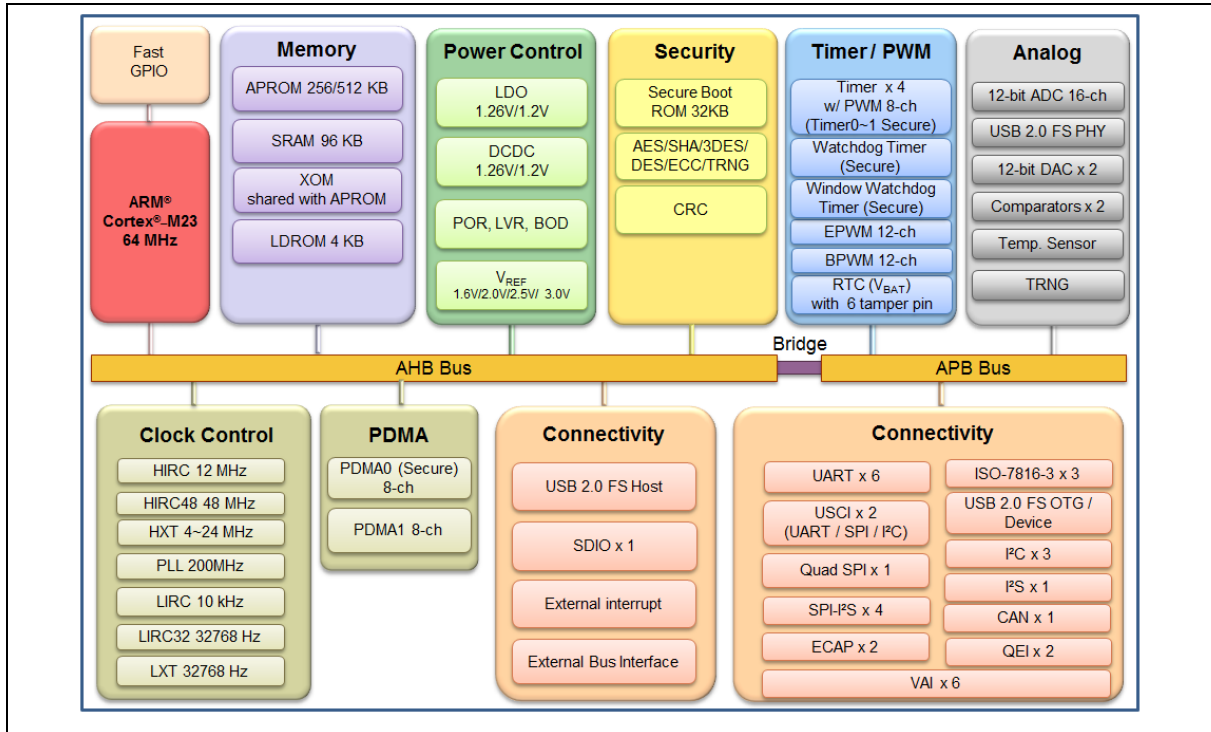 Fast
GPIO
ARM®
Cortex®-M23
64 MHz
Memory
APROM 256/512 KB
SRAM 96 KB
XOM
shared with APROM
LDROM 4 KB
Power Control
LDO
1.26V/1.2V
DCDC
1.26V/1.2V
POR, LVR, BOD
VREF
1.6V/2.0V/2.5V/ 3.0V
Security
Secure Boot
ROM 32KB
AES/SHA/3DES/
DES/ECC/TRNG
CRC
Timer / PWM
Timer x 4
w/ PWM 8-ch
(Timer0~1 Secure)
Watchdog Timer
(Secure)
Window Watchdog
Timer (Secure)
EPWM 12-ch
BPWM 12-ch
RTC (VBAT)
with 6 tamper pin
Analog
12-bit ADC 16-ch
USB 2.0 FS PHY
12-bit DAC x 2
Comparators x 2
Temp. Sensor
TRNG
AHB Bus
Bridge
APB Bus
Clock Control
HIRC 12 MHz
HIRC48 48 MHz
HXT 4~24 MHz
PLL 200MHz
LIRC 10 kHz
LIRC32 32768 Hz
LXT 32768 Hz
PDMA
PDMA0 (Secure)
8-ch
PDMA1 8-ch
Connectivity
USB 2.0 FS Host
SDIO x 1
External interrupt
External Bus Interface
Connectivity
UART x 6
USCI x 2
(UART / SPI / I²C)
Quad SPI x 1
SPI-I²S x 4
ECAP x 2
ISO-7816-3 x 3
USB 2.0 FS OTG /
Device
I²C x 3
I²S x 1
CAN x 1
QEI x 2
VAI x 6